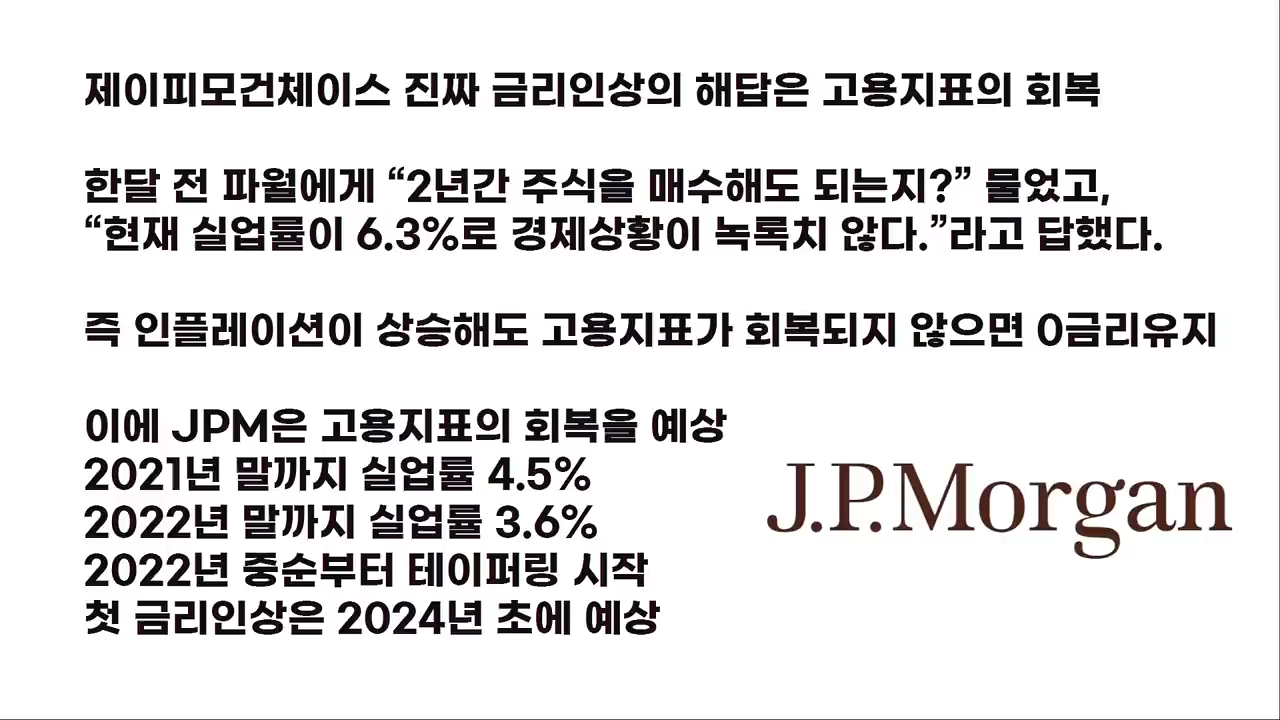 제이피모건체이스 진짜 금리인상의 해답은 고용지표의 회복
한달 전 파월에게 “2년간 주식을 매수해도 되는지?” 물었고,
“현재 실업률이 6.3%로 경제상황이 녹록치 않다.”라고 답했다.
즉 인플레이션이 상승해도 고용지표가 회복되지 않으면 0금리유지
이에 JPM은 고용지표의 회복을 예상
2021년 말까지 실업률 4.5%
2022년 말까지 실업률 3.6%
2022년 중순부터 테이퍼링 시작
첫 금리인상은 2024년 초에 예상
J.P.Morgan